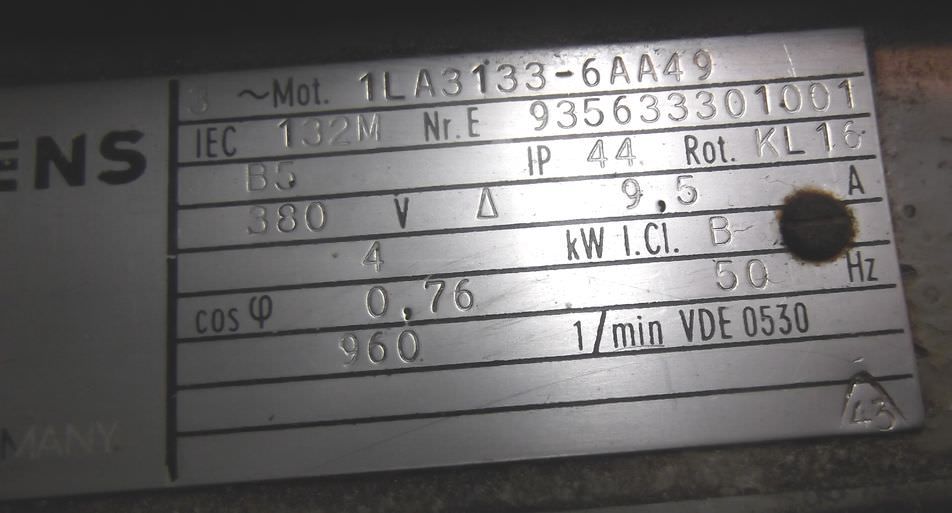 ENS
MANY
3 ~Mot. 1LA3133-6AA49
IEC 132M Nr. E 935633301001
B5 IP 44 Rot. KL 16
380 V Δ 9,5 A
4 kW I.Cl. B
cos φ 0,76 50 Hz
960 1/min VDE 0530
43